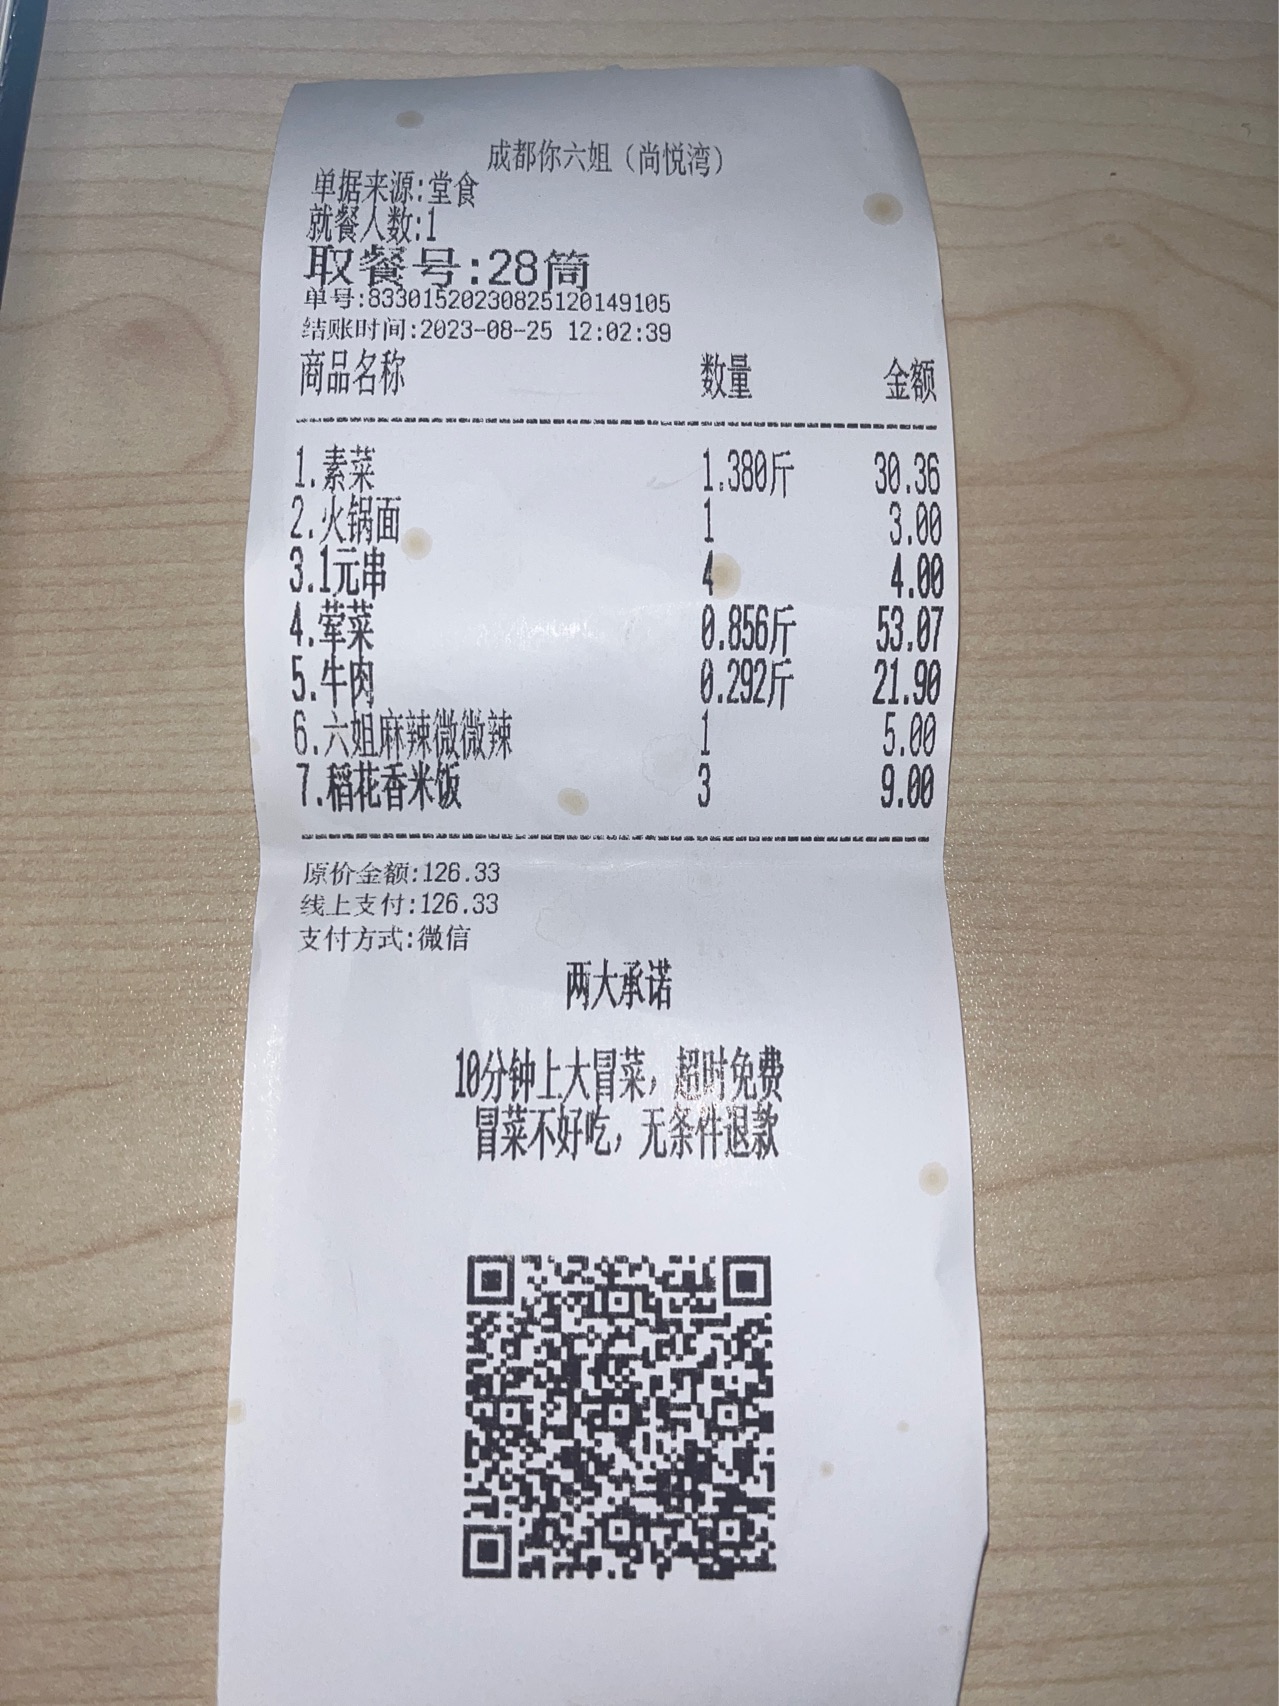 成都你六姐（尚悦湾）
单据来源:堂食
就餐人数:1
取餐号:28筒
单号:83301520230825120149105
结账时间:2023-08-25 12:02:39
商品名称 数量 金额
1.素菜 1.380斤 30.36
2.火锅面 1 3.00
3.1元串 4 4.00
4.荤菜 0.856斤 53.07
5.牛肉 0.292斤 21.90
6.六姐麻辣微微辣 1 5.00
7.稻花香米饭 3 9.00
原价金额:126.33
线上支付:126.33
支付方式:微信
两大承诺
10分钟上大冒菜，超时免费
冒菜不好吃，无条件退款